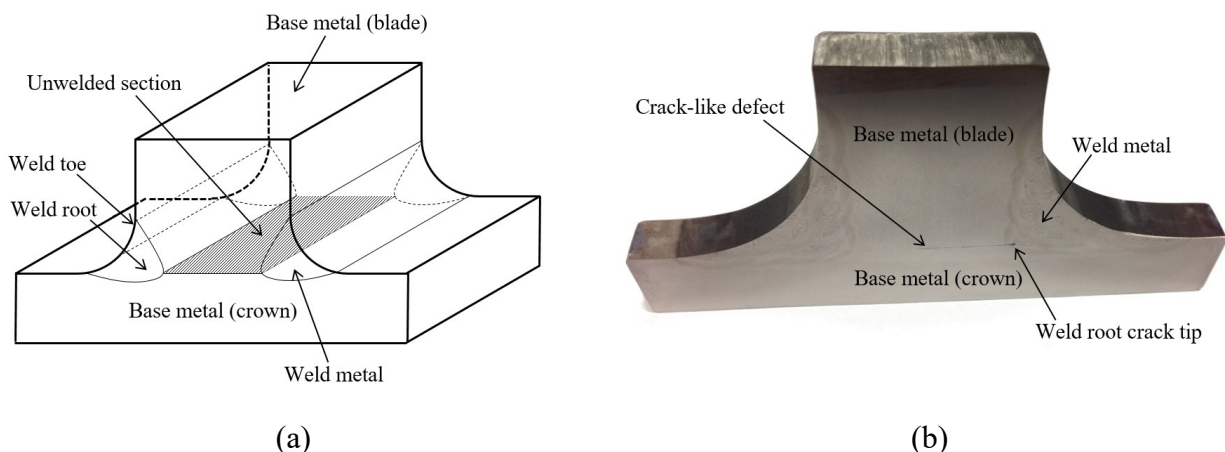 Base metal (blade)
Unwelded section
Weld toe
Weld root
Base metal (crown)
Weld metal
(a)
Crack-like defect
Base metal (blade)
Weld metal
Base metal (crown)
Weld root crack tip
(b)